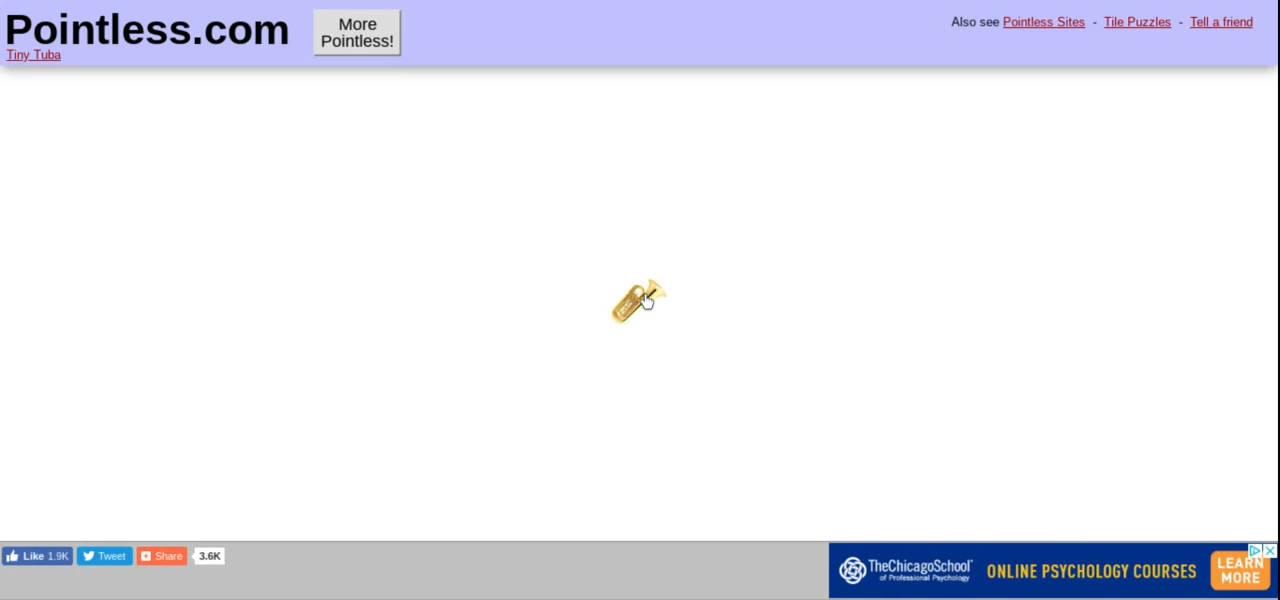 Pointless.com
Tiny Tuba
More
Pointless!
Also see Pointless Sites - Tile Puzzles - Tell a friend
Like 1.9K
Tweet
Share
3.6K
TheChicagoSchool®
of Professional Psychology
ONLINE PSYCHOLOGY COURSES
LEARN
MORE